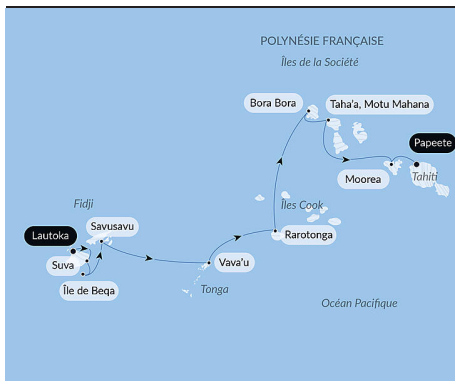 POLYNÉSIE FRANÇAISE
Îles de la Société
Bora Bora
Taha'a, Motu Mahana
Papeete
Moorea
Tahiti
Fidji
Îles Cook
Savusavu
Lautoka
Rarotonga
Suva
Vava'u
Île de Beqa
Tonga
Océan Pacifique